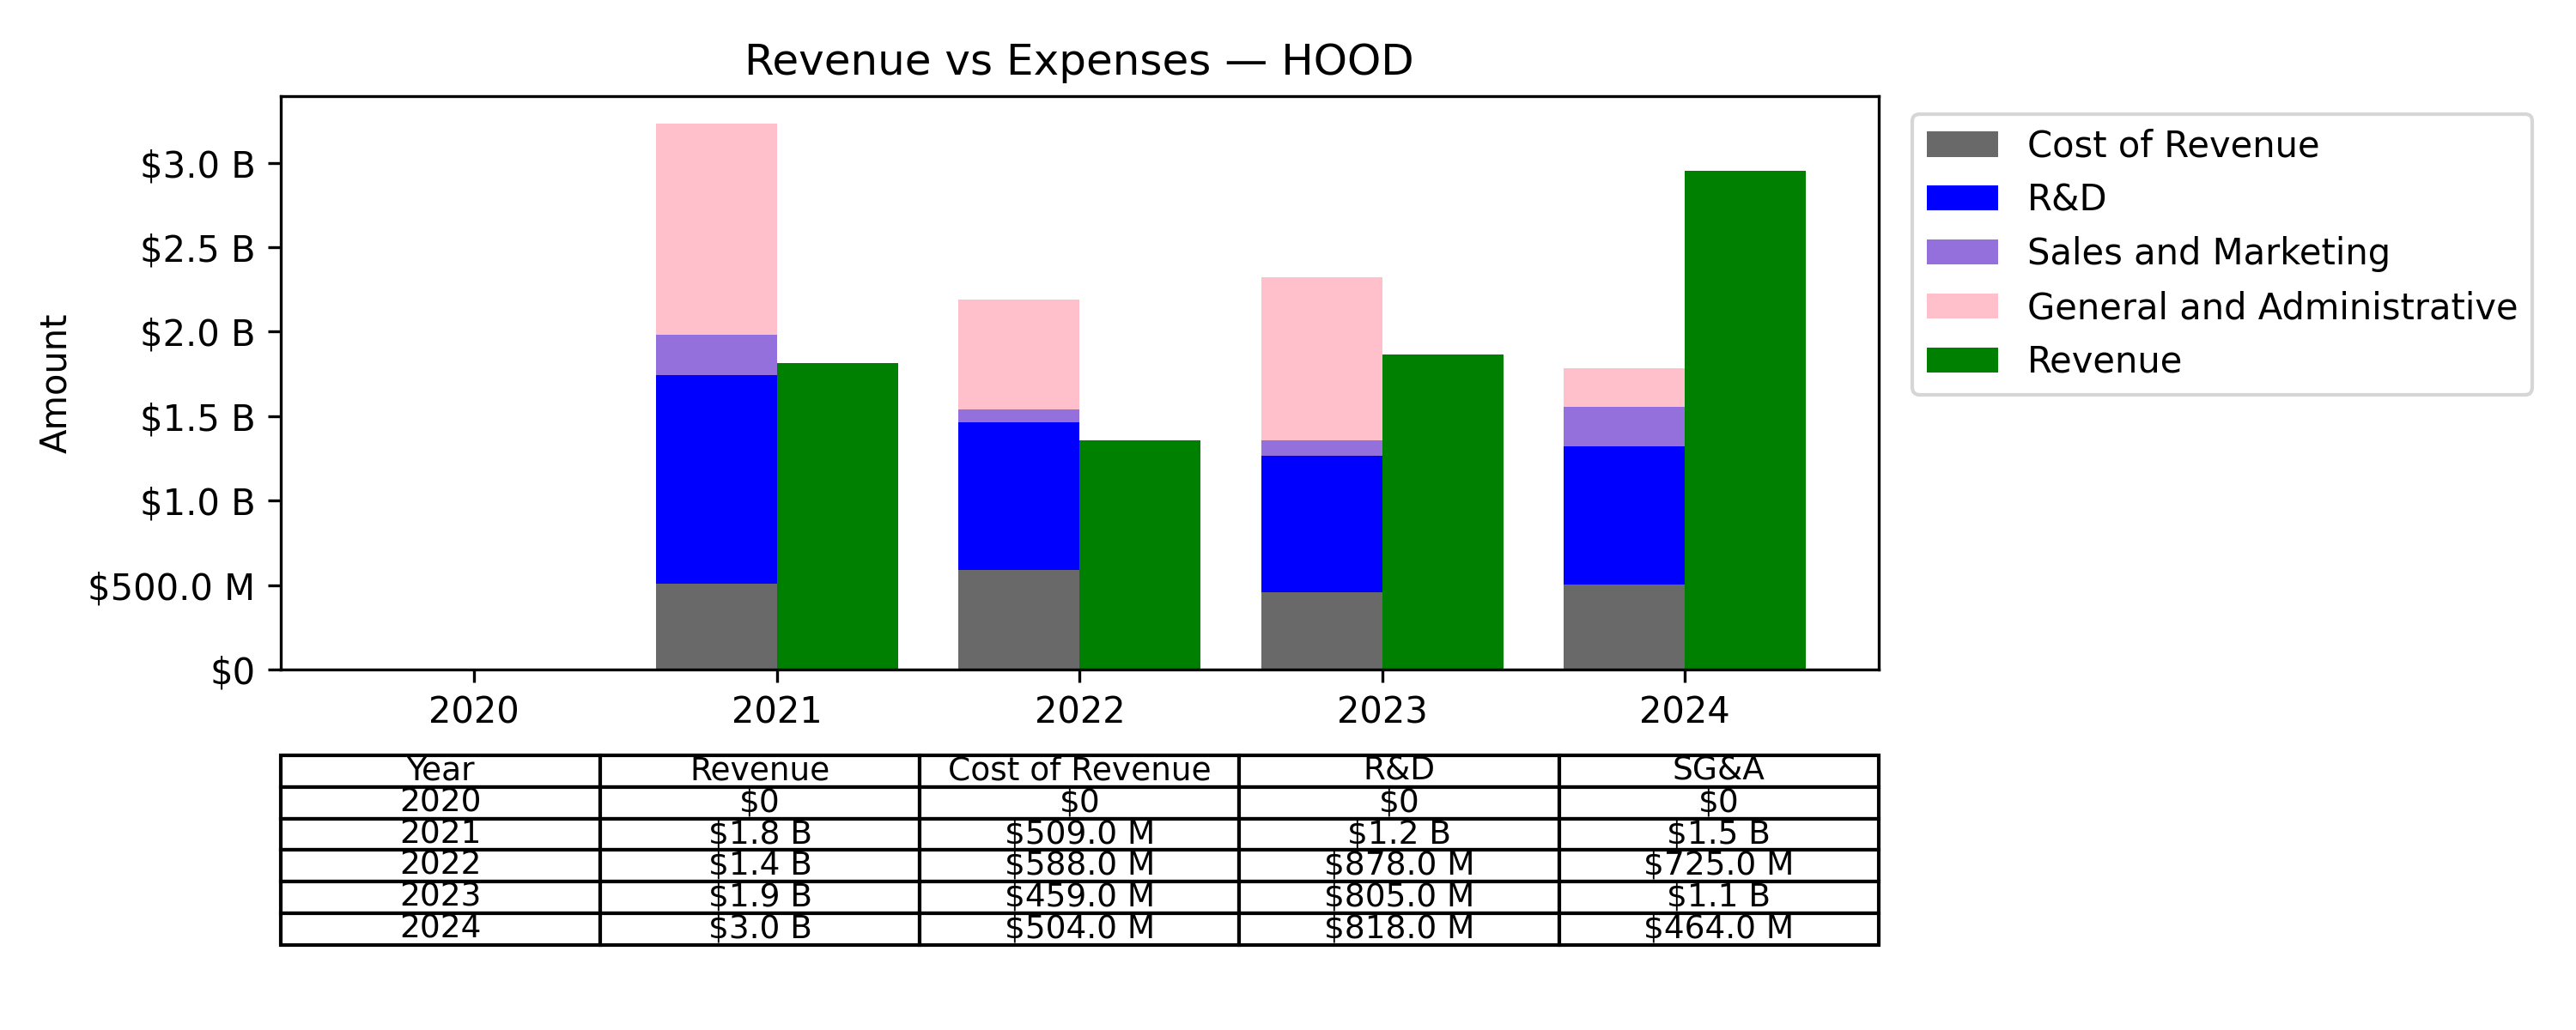 Revenue vs Expenses — HOOD
Amount
$3.0 B
$2.5 B
$2.0 B
$1.5 B
$1.0 B
$500.0 M
$0
2020 2021 2022 2023 2024
Cost of Revenue
R&D
Sales and Marketing
General and Administrative
Revenue
Year Revenue Cost of Revenue R&D SG&A
2020 $0 $0 $0 $0
2021 $1.8 B $509.0 M $1.2 B $1.5 B
2022 $1.4 B $588.0 M $878.0 M $725.0 M
2023 $1.9 B $459.0 M $805.0 M $1.1 B
2024 $3.0 B $504.0 M $818.0 M $464.0 M